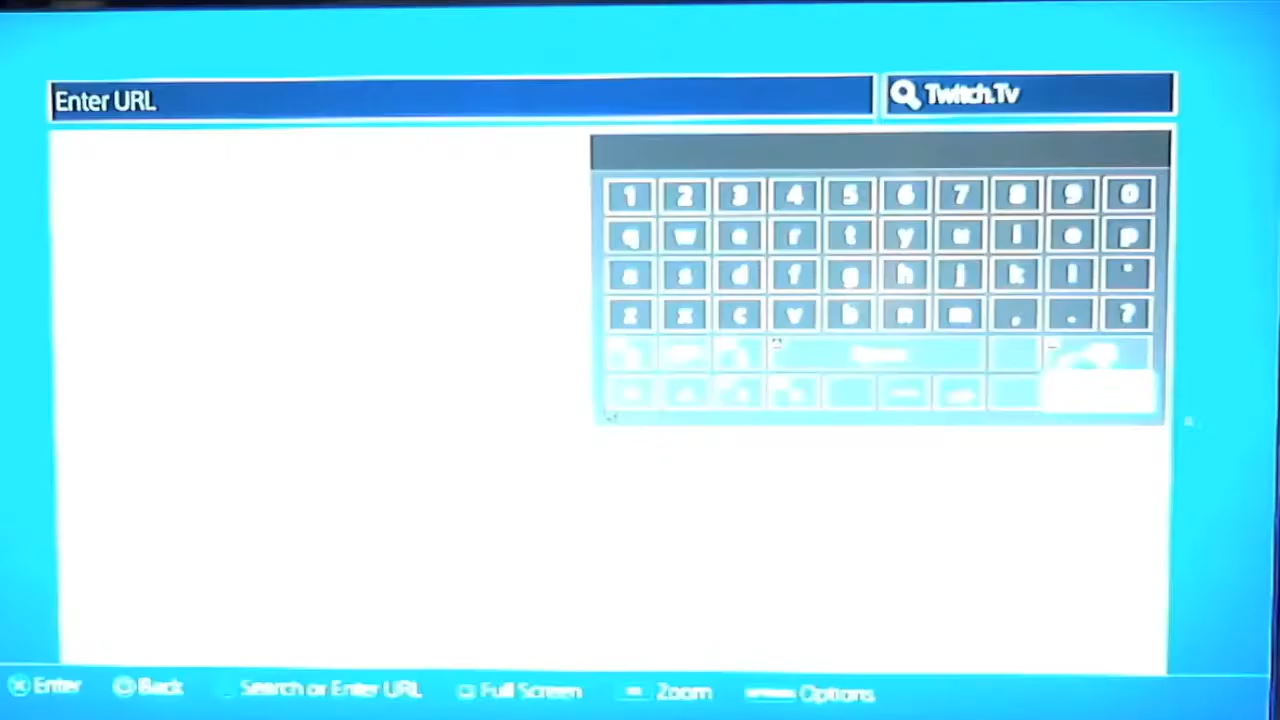 Enter URL
Twitch.Tv
1 2 3 4 5 6 7 8 9 0
q w e r t y u i o p
a s d f g h j k l '
z x c v b n m , . ?
Space
Enter Back Search or Enter URL Full Screen Zoom Options